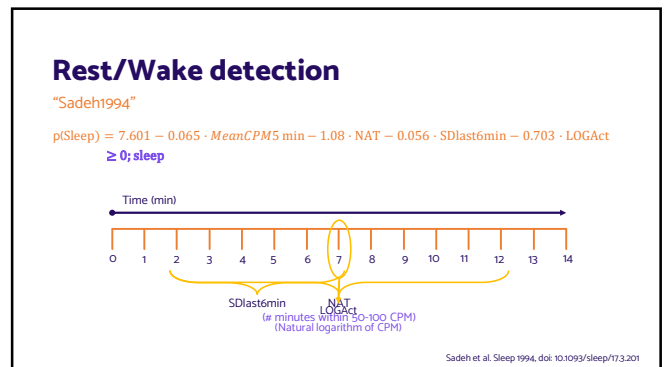 Rest/Wake detection
“Sadeh1994”
p(Sleep) = 7.601 − 0.065 · MeanCPM5 min − 1.08 · NAT − 0.056 · SDlast6min − 0.703 · LOGAct
≥ 0; sleep
Time (min)
0 1 2 3 4 5 6 7 8 9 10 11 12 13 14
SDlast6min NAT
LOGAct
(# minutes within 50-100 CPM)
(Natural logarithm of CPM)
Sadeh et al. Sleep 1994, doi: 10.1093/sleep/17.3.201